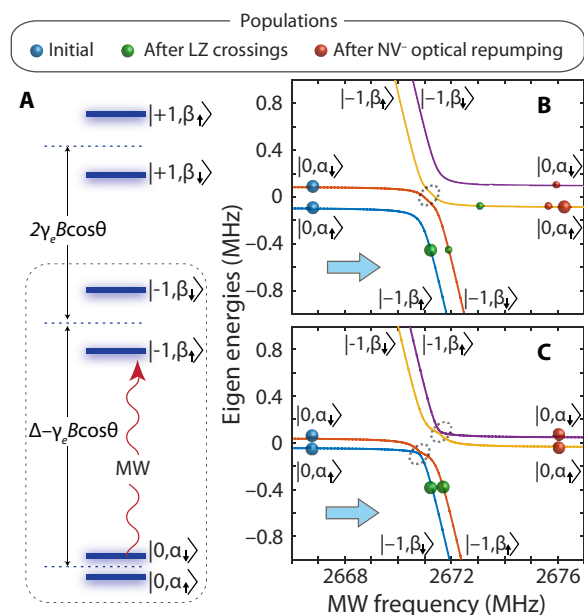 Populations
Initial
After LZ crossings
After NV⁻ optical repumping
A
|+1,β↑⟩
|+1,β↓⟩
2γₑBcosθ
|-1,β↓⟩
|-1,β↑⟩
Δ–γₑBcosθ
MW
|0,α↓⟩
|0,α↑⟩
Eigen energies (MHz)
B
0.8
0.4
0
−0.4
−0.8
|−1,β↑⟩
|−1,β↓⟩
|0,α↓⟩
|0,α↓⟩
|0,α↑⟩
|0,α↑⟩
|−1,β↑⟩
|−1,β↓⟩
C
0.8
0.4
0
−0.4
−0.8
|−1,β↓⟩
|−1,β↑⟩
|0,α↓⟩
|0,α↓⟩
|0,α↑⟩
|0,α↑⟩
|−1,β↓⟩
|−1,β↑⟩
2668
2672
2676
MW frequency (MHz)